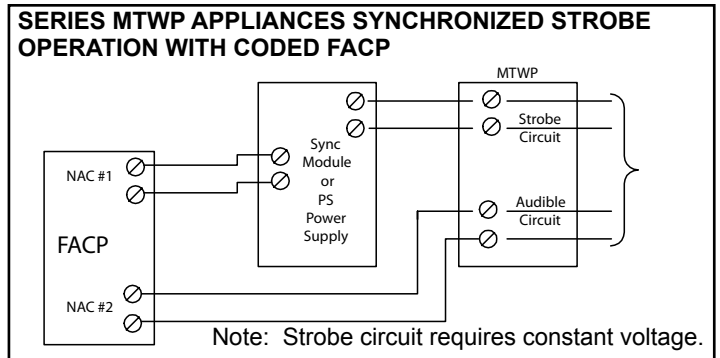 SERIES MTWP APPLIANCES SYNCHRONIZED STROBE
OPERATION WITH CODED FACP
MTWP
Strobe
Circuit
Sync
Module
or
PS
Power
Supply
NAC #1
FACP
Audible
Circuit
NAC #2
Note: Strobe circuit requires constant voltage.